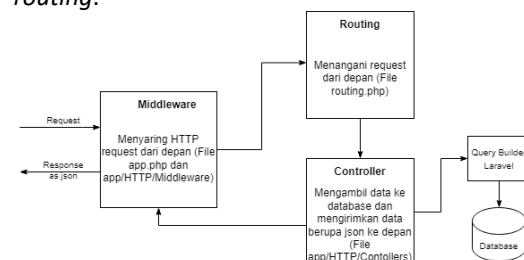 routing.
Routing
Menangani request
dari depan (File
routing.php)
Middleware
Menyaring HTTP
request dari depan (File
app.php dan
app/HTTP/Middleware)
Request
Response
as json
Controller
Mengambil data ke
database dan
mengirimkan data
berupa json ke depan
(File
app/HTTP/Contollers)
Query Builder
Laravel
Database